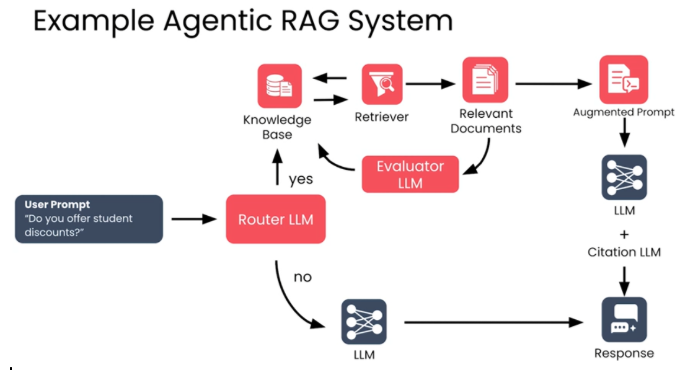 Example Agentic RAG System
Knowledge
Base
Retriever
Relevant
Documents
Augmented Prompt
Evaluator
LLM
yes
User Prompt
"Do you offer student
discounts?"
Router LLM
LLM
+
Citation LLM
no
LLM
Response